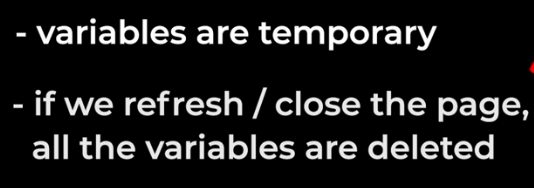 - variables are temporary
- if we refresh / close the page,
all the variables are deleted